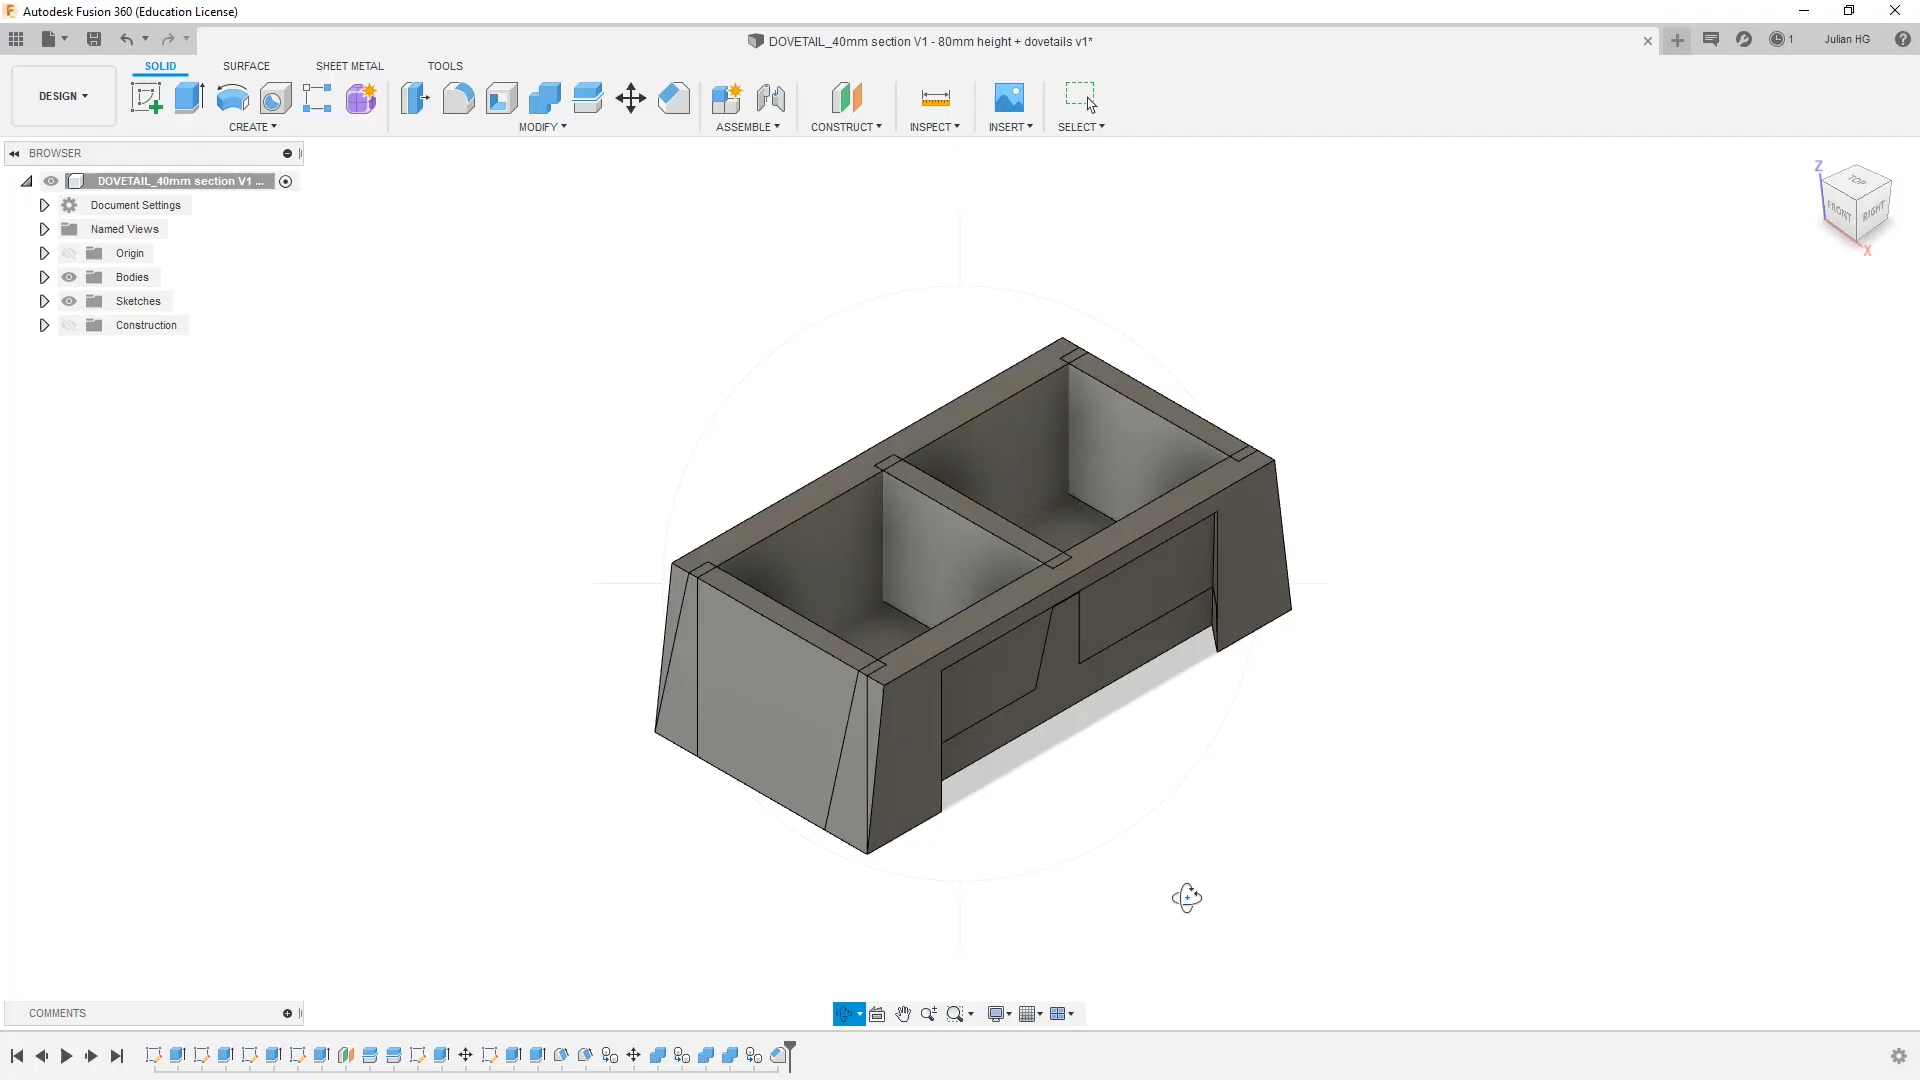 Autodesk Fusion 360 (Education License)
DOVETAIL_40mm section V1 - 80mm height + dovetails v1*
1
Julian HG
SOLID
SURFACE
SHEET METAL
TOOLS
DESIGN
CREATE
MODIFY
ASSEMBLE
CONSTRUCT
INSPECT
INSERT
SELECT
BROWSER
DOVETAIL_40mm section V1 ...
Document Settings
Named Views
Origin
Bodies
Sketches
Construction
Z
TOP
FRONT
RIGHT
X
COMMENTS